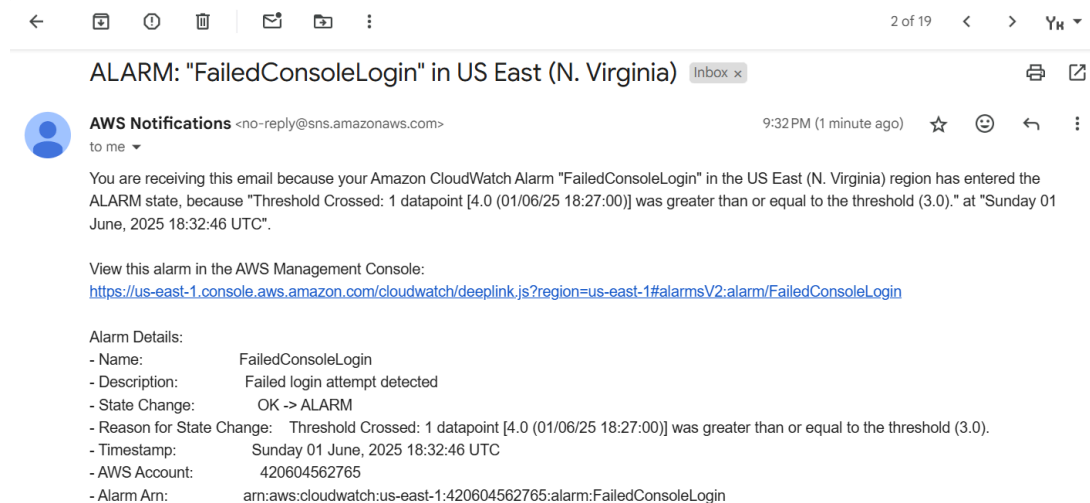 2 of 19
Yн
ALARM: "FailedConsoleLogin" in US East (N. Virginia) Inbox ×
AWS Notifications <no-reply@sns.amazonaws.com> 9:32 PM (1 minute ago)
to me
You are receiving this email because your Amazon CloudWatch Alarm "FailedConsoleLogin" in the US East (N. Virginia) region has entered the
ALARM state, because "Threshold Crossed: 1 datapoint [4.0 (01/06/25 18:27:00)] was greater than or equal to the threshold (3.0)." at "Sunday 01
June, 2025 18:32:46 UTC".
View this alarm in the AWS Management Console:
https://us-east-1.console.aws.amazon.com/cloudwatch/deeplink.js?region=us-east-1#alarmsV2:alarm/FailedConsoleLogin
Alarm Details:
- Name: FailedConsoleLogin
- Description: Failed login attempt detected
- State Change: OK -> ALARM
- Reason for State Change: Threshold Crossed: 1 datapoint [4.0 (01/06/25 18:27:00)] was greater than or equal to the threshold (3.0).
- Timestamp: Sunday 01 June, 2025 18:32:46 UTC
- AWS Account: 420604562765
- Alarm Arn: arn:aws:cloudwatch:us-east-1:420604562765:alarm:FailedConsoleLogin